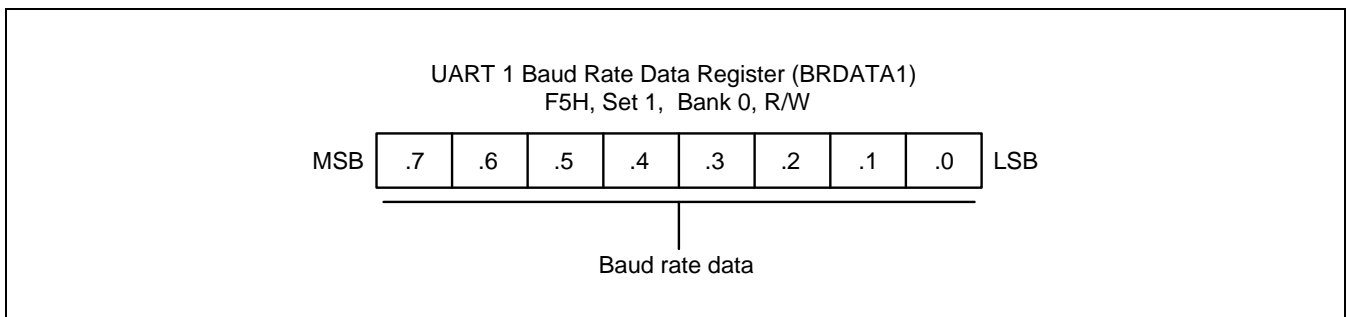 UART 1 Baud Rate Data Register (BRDATA1)
F5H, Set 1,  Bank 0, R/W
MSB .7 .6 .5 .4 .3 .2 .1 .0 LSB
Baud rate data